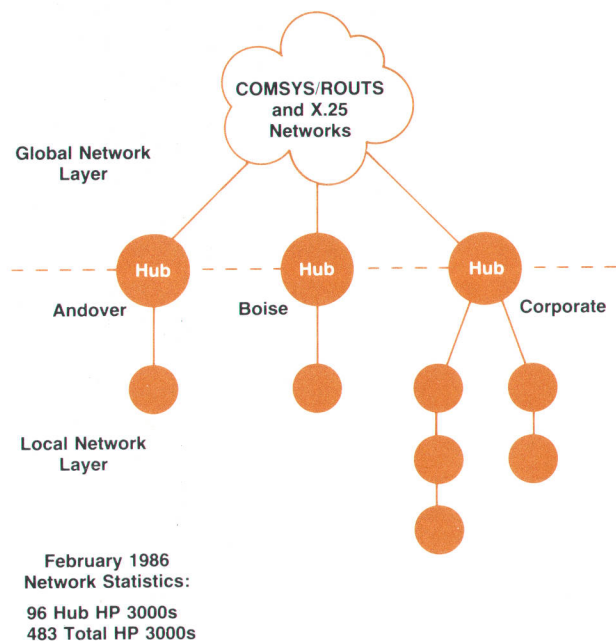 COMSYS/ROUTS
and X.25
Networks
Global Network
Layer
Hub
Hub
Hub
Andover
Boise
Corporate
Local Network
Layer
February 1986
Network Statistics:
96 Hub HP 3000s
483 Total HP 3000s